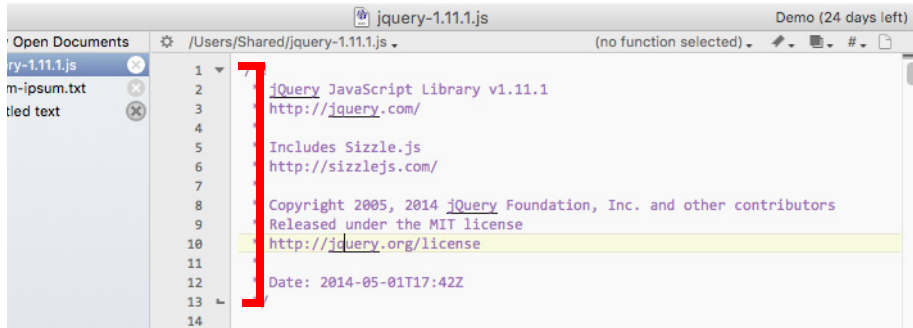 jquery-1.11.1.js
Demo (24 days left)
Open Documents
/Users/Shared/jquery-1.11.1.js
(no function selected)
#
ry-1.11.1.js
m-ipsum.txt
tled text
1
2 * jQuery JavaScript Library v1.11.1
3 * http://jquery.com/
4 *
5 * Includes Sizzle.js
6 * http://sizzlejs.com/
7 *
8 * Copyright 2005, 2014 jQuery Foundation, Inc. and other contributors
9 * Released under the MIT license
10 http://jquery.org/license
11 *
12 * Date: 2014-05-01T17:42Z
13 /
14